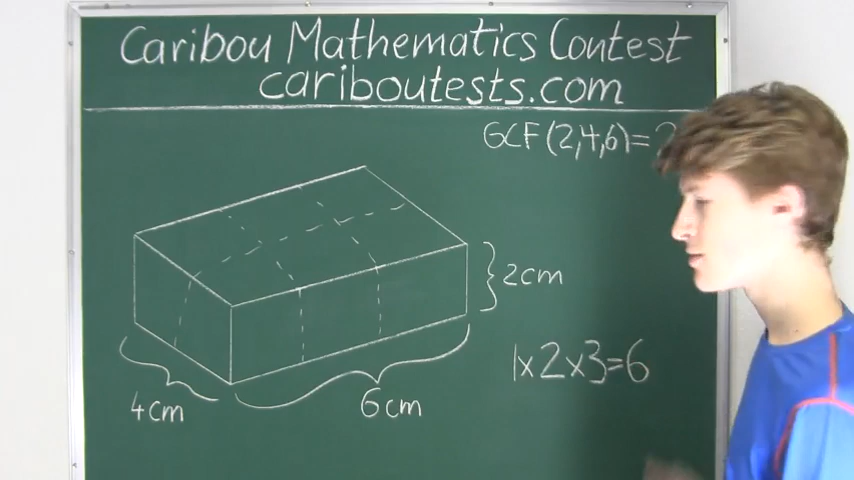 Caribou Mathematics Contest
cariboutests.com
GCF(2,4,6)=?
2cm
1x2x3=6
4cm
6cm